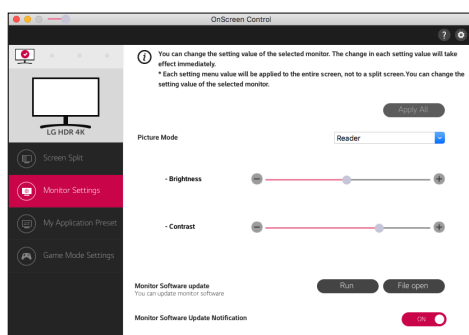 OnScreen Control
?
i
You can change the setting value of the selected monitor. The change in each setting value will take
effect immediately.
* Each setting menu value will be applied to the entire screen, not to a split screen.You can change the
setting value of the selected monitor.
LG HDR 4K
Apply All
Picture Mode
Reader
Screen Split
Monitor Settings
- Brightness
My Application Preset
- Contrast
Game Mode Settings
Monitor Software update
You can update monitor software
Run
File open
Monitor Software Update Notification
ON